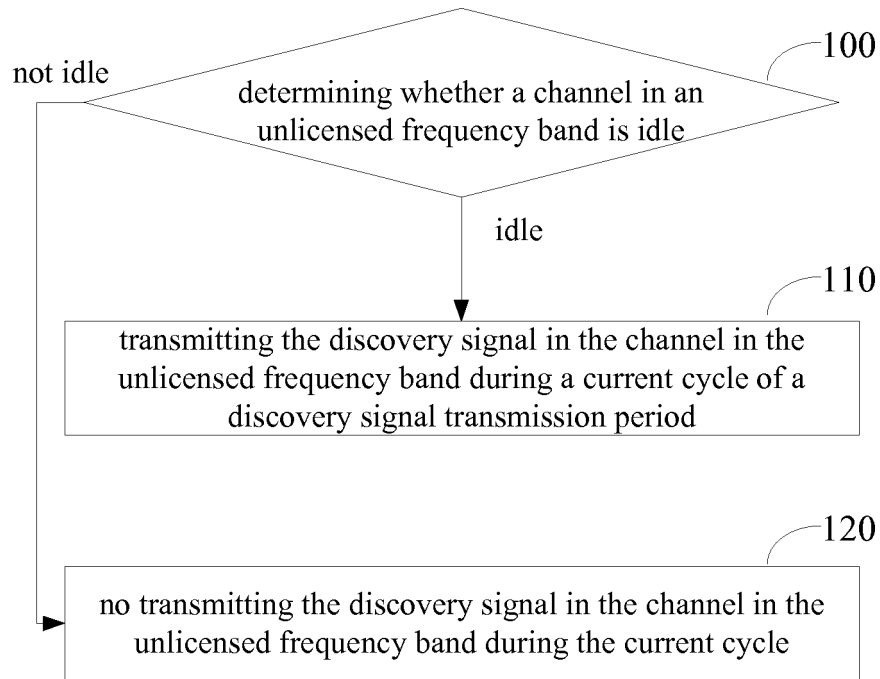 100
not idle
determining whether a channel in an
unlicensed frequency band is idle
idle
110
transmitting the discovery signal in the channel in the
unlicensed frequency band during a current cycle of a
discovery signal transmission period
120
no transmitting the discovery signal in the channel in the
unlicensed frequency band during the current cycle